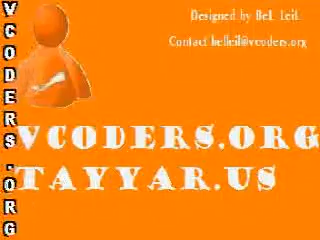 Designed by BeL LeiL
Contact belleil@vcoders.org
VCODERS.ORG
VCODERS.ORG
TAYYAR.US